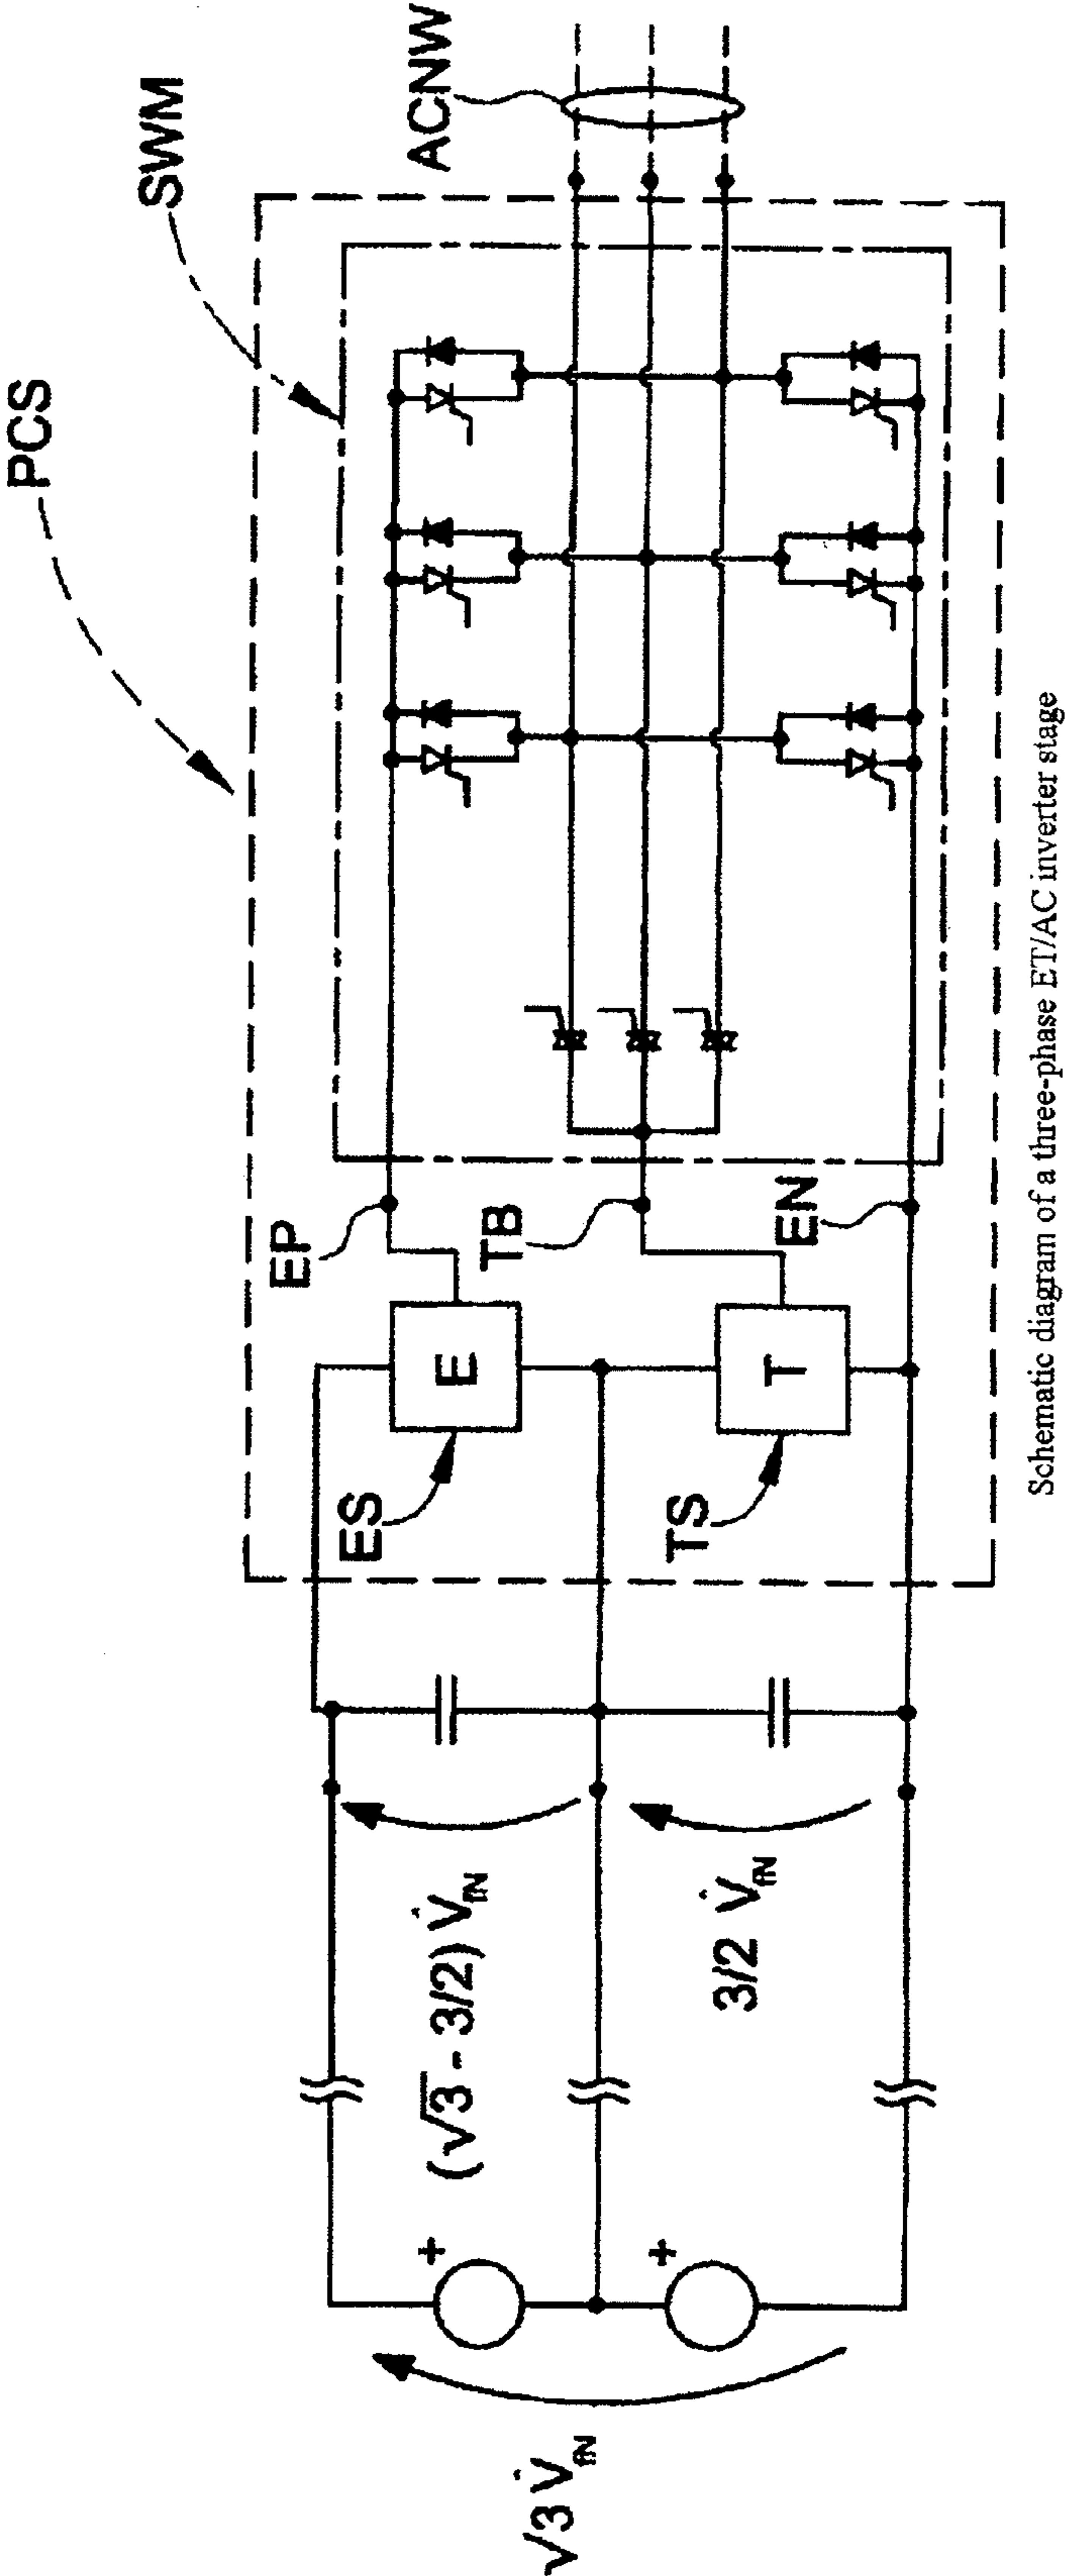 PCS
SWM
ACNW
EP
TB
EN
ES
E
TS
T
(√3 - 3/2) V̂fN
3/2 V̂fN
+
+
√3 V̂fN
Schematic diagram of a three-phase ET/AC inverter stage